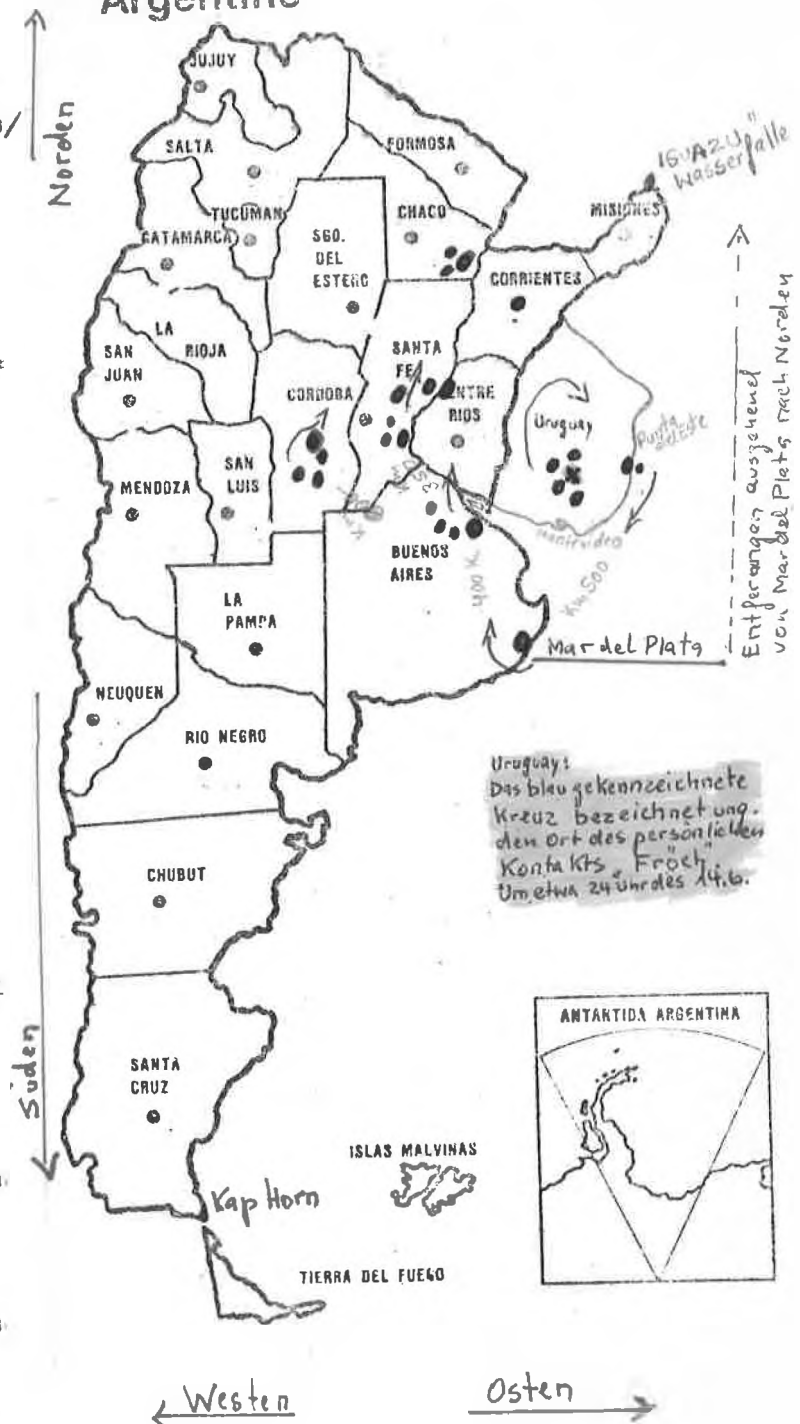 Argentino
Norden
JUJUY
SALTA
FORMOSA
"IGUAZU"
Wasserfälle
TUCUMAN
CATAMARCA
SGO.
DEL
ESTERO
CHACO
MISIONES
CORRIENTES
LA
RIOJA
SAN
JUAN
SANTA
FE
CORDOBA
ENTRE
RIOS
Uruguay
Punta
del Este
MENDOZA
SAN
LUIS
BUENOS
AIRES
Montevideo
400 K
Km 500
Entfernungen ausgehend
von Mar del Plata nach Norden
LA
PAMPA
Mar del Plata
NEUQUEN
RIO NEGRO
Uruguay:
Das blau gekennzeichnete
Kreuz bezeichnet ung.
den Ort des persönlichen
Kontakts "Fröch".
Um etwa 24 Uhr des 14.6.
CHUBUT
Süden
SANTA
CRUZ
ANTARTIDA ARGENTINA
ISLAS MALVINAS
Kap Horn
TIERRA DEL FUEGO
Westen
Osten